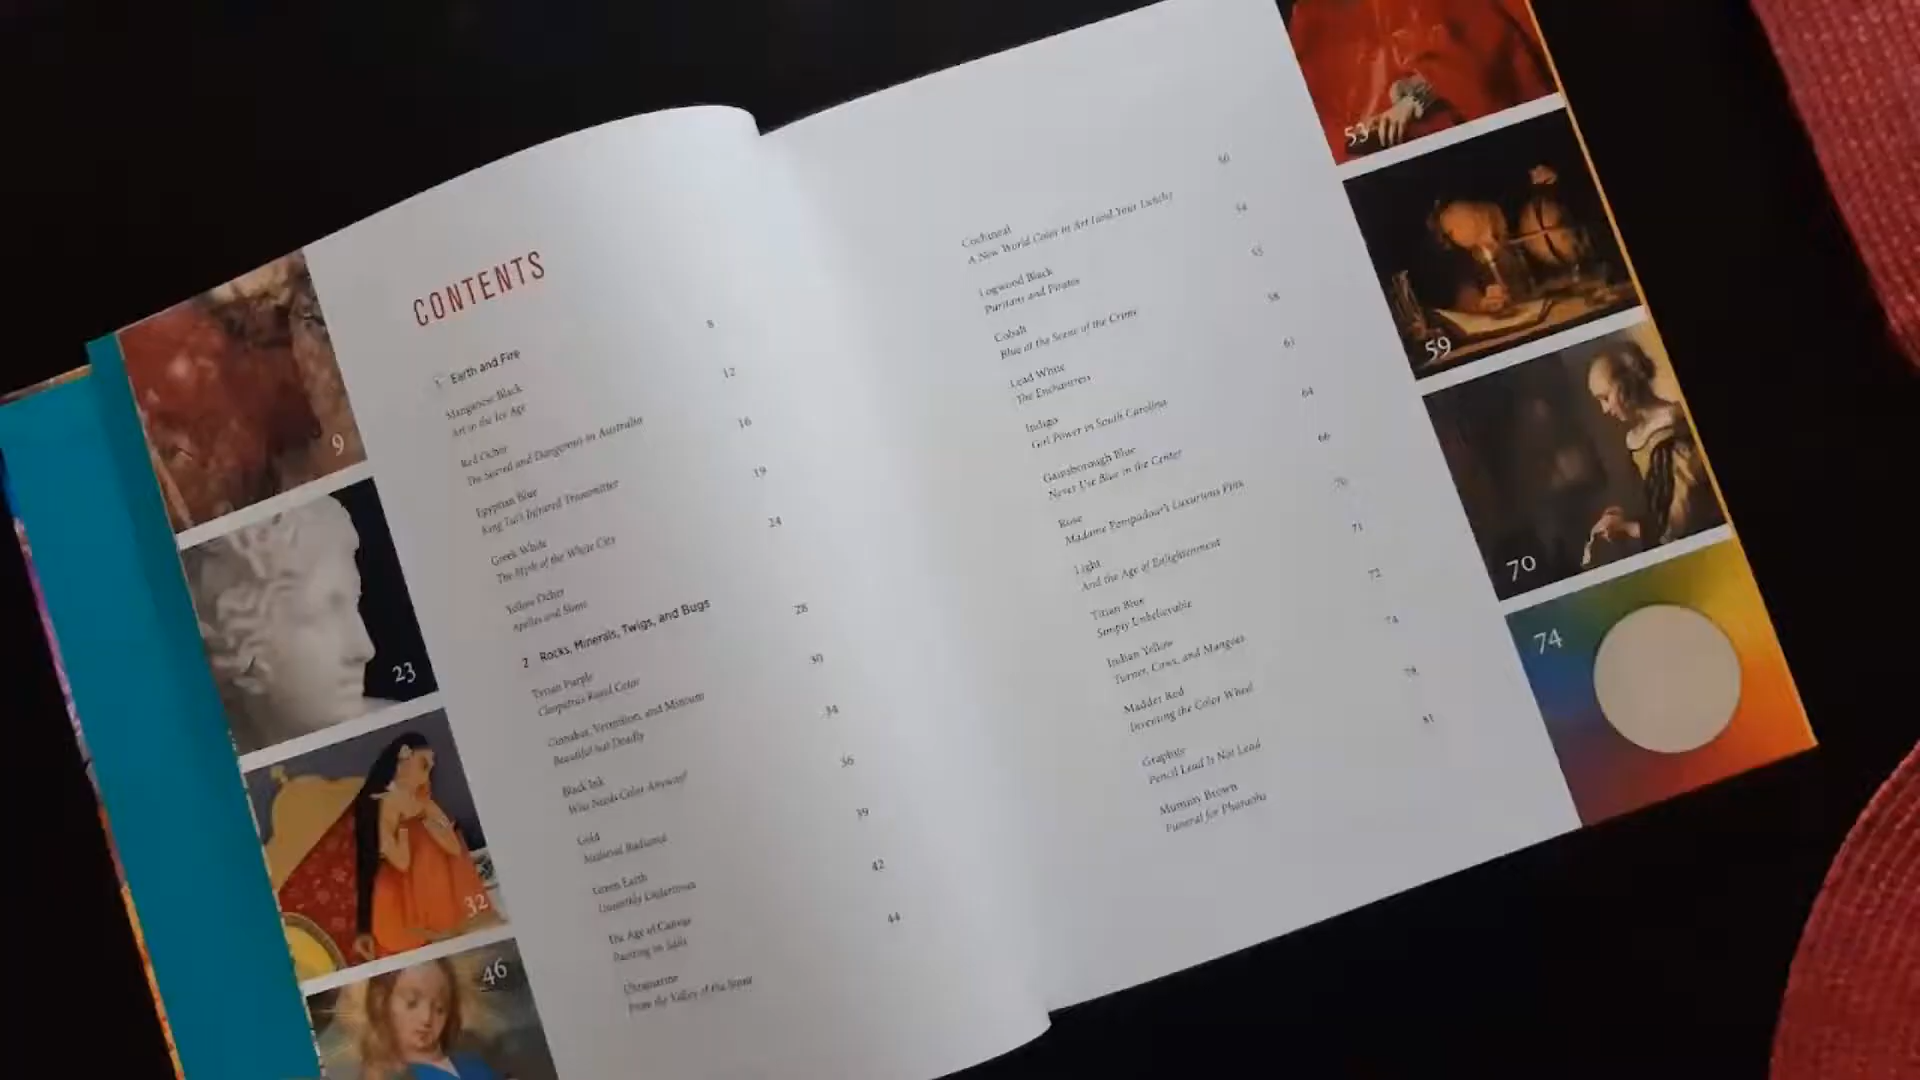 CONTENTS
1 Earth and Fire 8
Manganese Black 12
Art in the Ice Age
Red Ocher 16
The Sacred and Dangerous in Australia
Egyptian Blue 19
King Tut's Infrared Transmitter
Greek White 24
The Myth of the White City
Yellow Ocher
Apelles and Slime
2 Rocks, Minerals, Twigs, and Bugs 28
Tyrian Purple 30
Cleopatra's Royal Color
Cinnabar, Vermilion, and Minium 34
Beautiful but Deadly
Black Ink 36
Who Needs Color Anyway?
Gold 39
Medieval Radiance
Green Earth 42
Unearthly Undertones
The Age of Canvas 44
Painting on Sails
Ultramarine
From the Valley of the Stone
Cochineal 50
A New World Color in Art (and Your Lunch)
Logwood Black 54
Puritans and Pirates
Cobalt 55
Blue at the Scene of the Crime
Lead White 58
The Enchantress
Indigo 61
Girl Power in South Carolina
Gainsborough Blue 64
Never Use Blue in the Center
Rose 66
Madame Pompadour's Luxurious Pink
Light 70
And the Age of Enlightenment
Titian Blue 71
Simply Unbelievable
Indian Yellow 72
Turner, Cows, and Mangoes
Madder Red 74
Inventing the Color Wheel
Graphite 78
Pencil Lead Is Not Lead
Mummy Brown 81
Funeral for Pharaohs
9
23
32
46
53
59
70
74